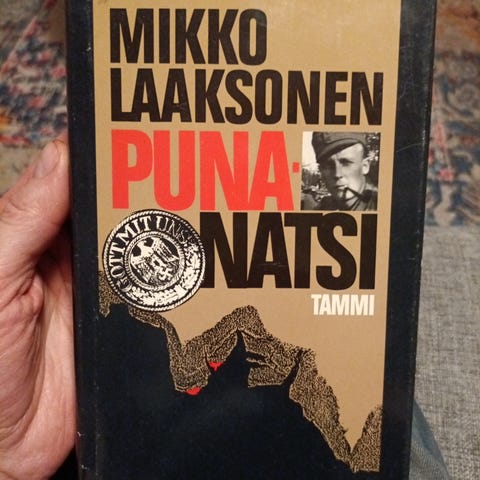 MIKKO
LAAKSONEN
PUNA-
NATSI
GOTT MIT UNS
TAMMI